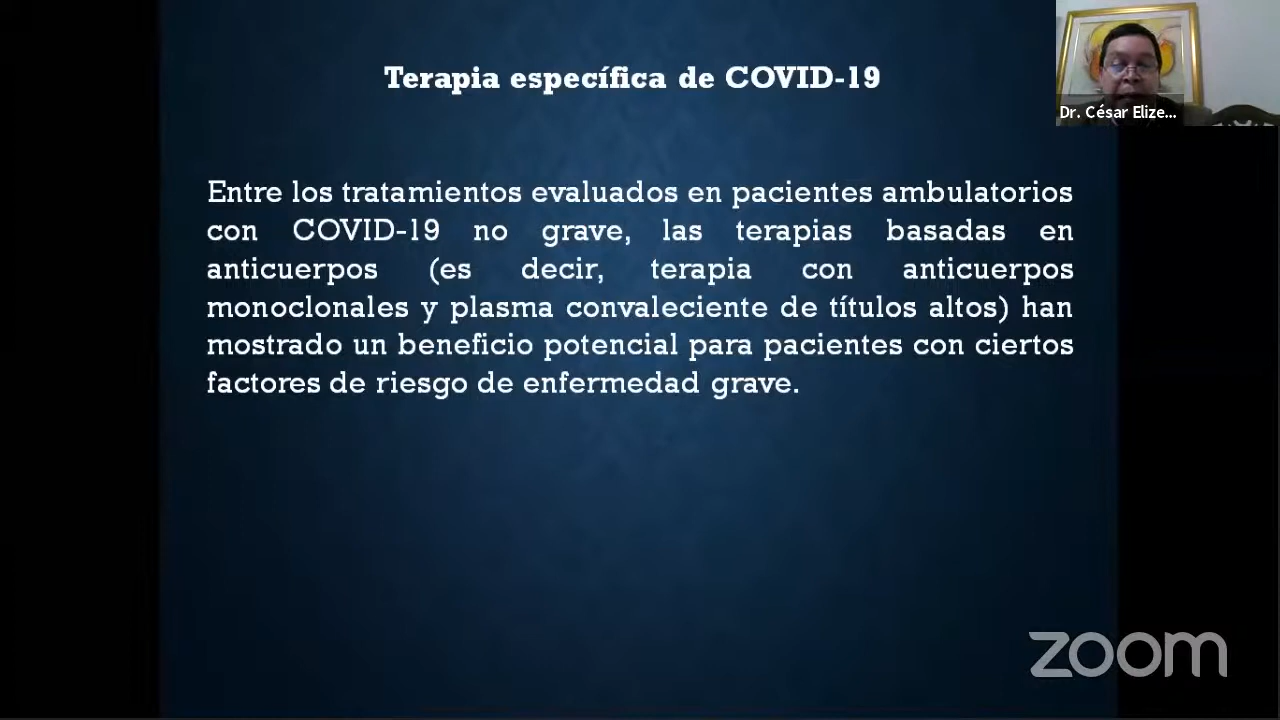 Terapia específica de COVID-19
Dr. César Elize...
Entre los tratamientos evaluados en pacientes ambulatorios
con COVID-19 no grave, las terapias basadas en
anticuerpos (es decir, terapia con anticuerpos
monoclonales y plasma convaleciente de títulos altos) han
mostrado un beneficio potencial para pacientes con ciertos
factores de riesgo de enfermedad grave.
zoom